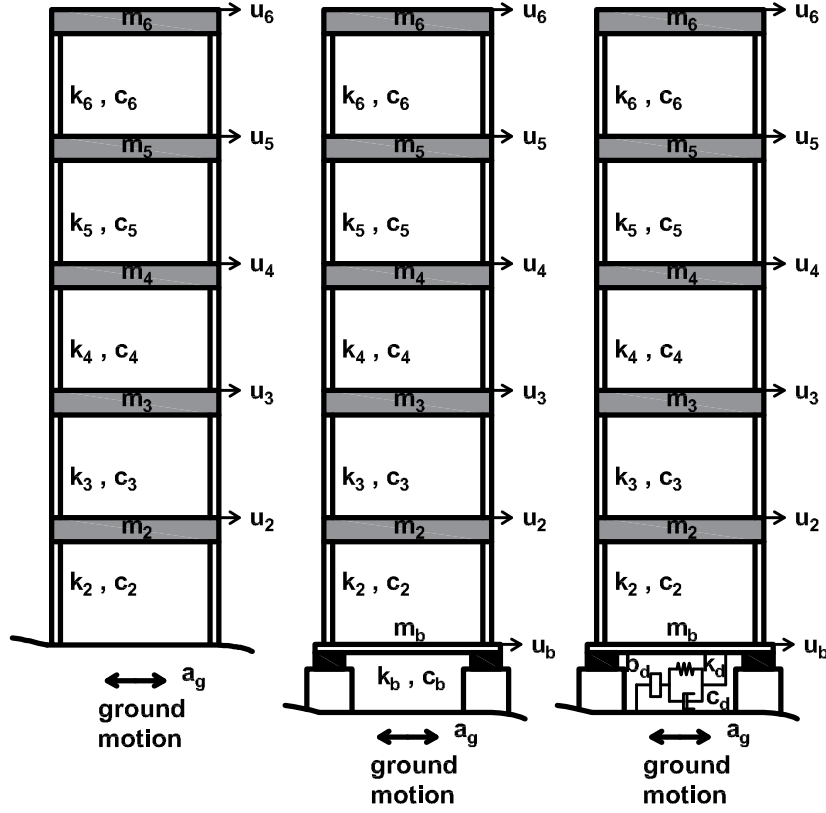 m₆ u₆
k₆ , c₆
m₅ u₅
k₅ , c₅
m₄ u₄
k₄ , c₄
m₃ u₃
k₃ , c₃
m₂ u₂
k₂ , c₂
a_g
ground
motion
m₆ u₆
k₆ , c₆
m₅ u₅
k₅ , c₅
m₄ u₄
k₄ , c₄
m₃ u₃
k₃ , c₃
m₂ u₂
k₂ , c₂
m_b u_b
k_b , c_b
a_g
ground
motion
m₆ u₆
k₆ , c₆
m₅ u₅
k₅ , c₅
m₄ u₄
k₄ , c₄
m₃ u₃
k₃ , c₃
m₂ u₂
k₂ , c₂
m_b u_b
b_d k_d
c_d
a_g
ground
motion